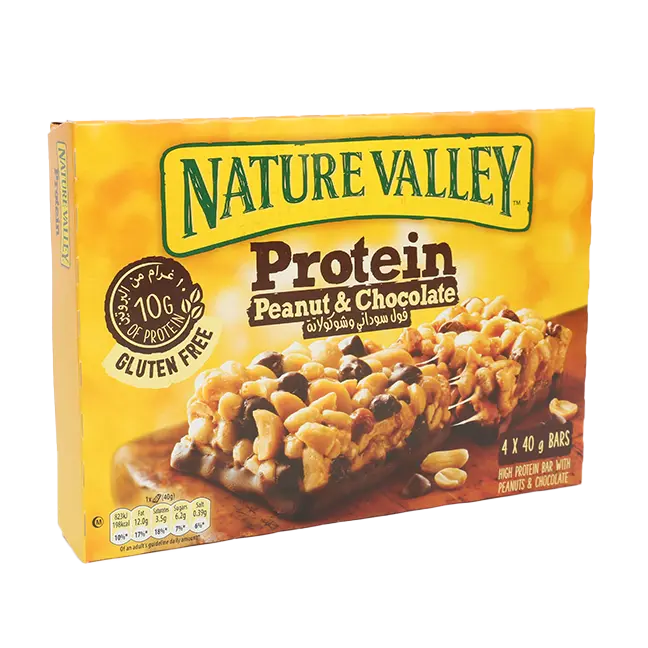 NATURE VALLEY
Protein
NATURE VALLEY™
Protein
Peanut & Chocolate
فول سوداني وشوكولاتة
١٠ غرام من البروتين
10G
OF PROTEIN
GLUTEN FREE
4 X 40 g BARS
HIGH PROTEIN BAR WITH
PEANUTS & CHOCOLATE
1x (40g)
823kJ Fat Saturates Sugars Salt
198kcal 12.0g 3.5g 6.2g 0.39g
10%* 17%* 18%* 7%* 6%*
Of an adult's guideline daily amount
M